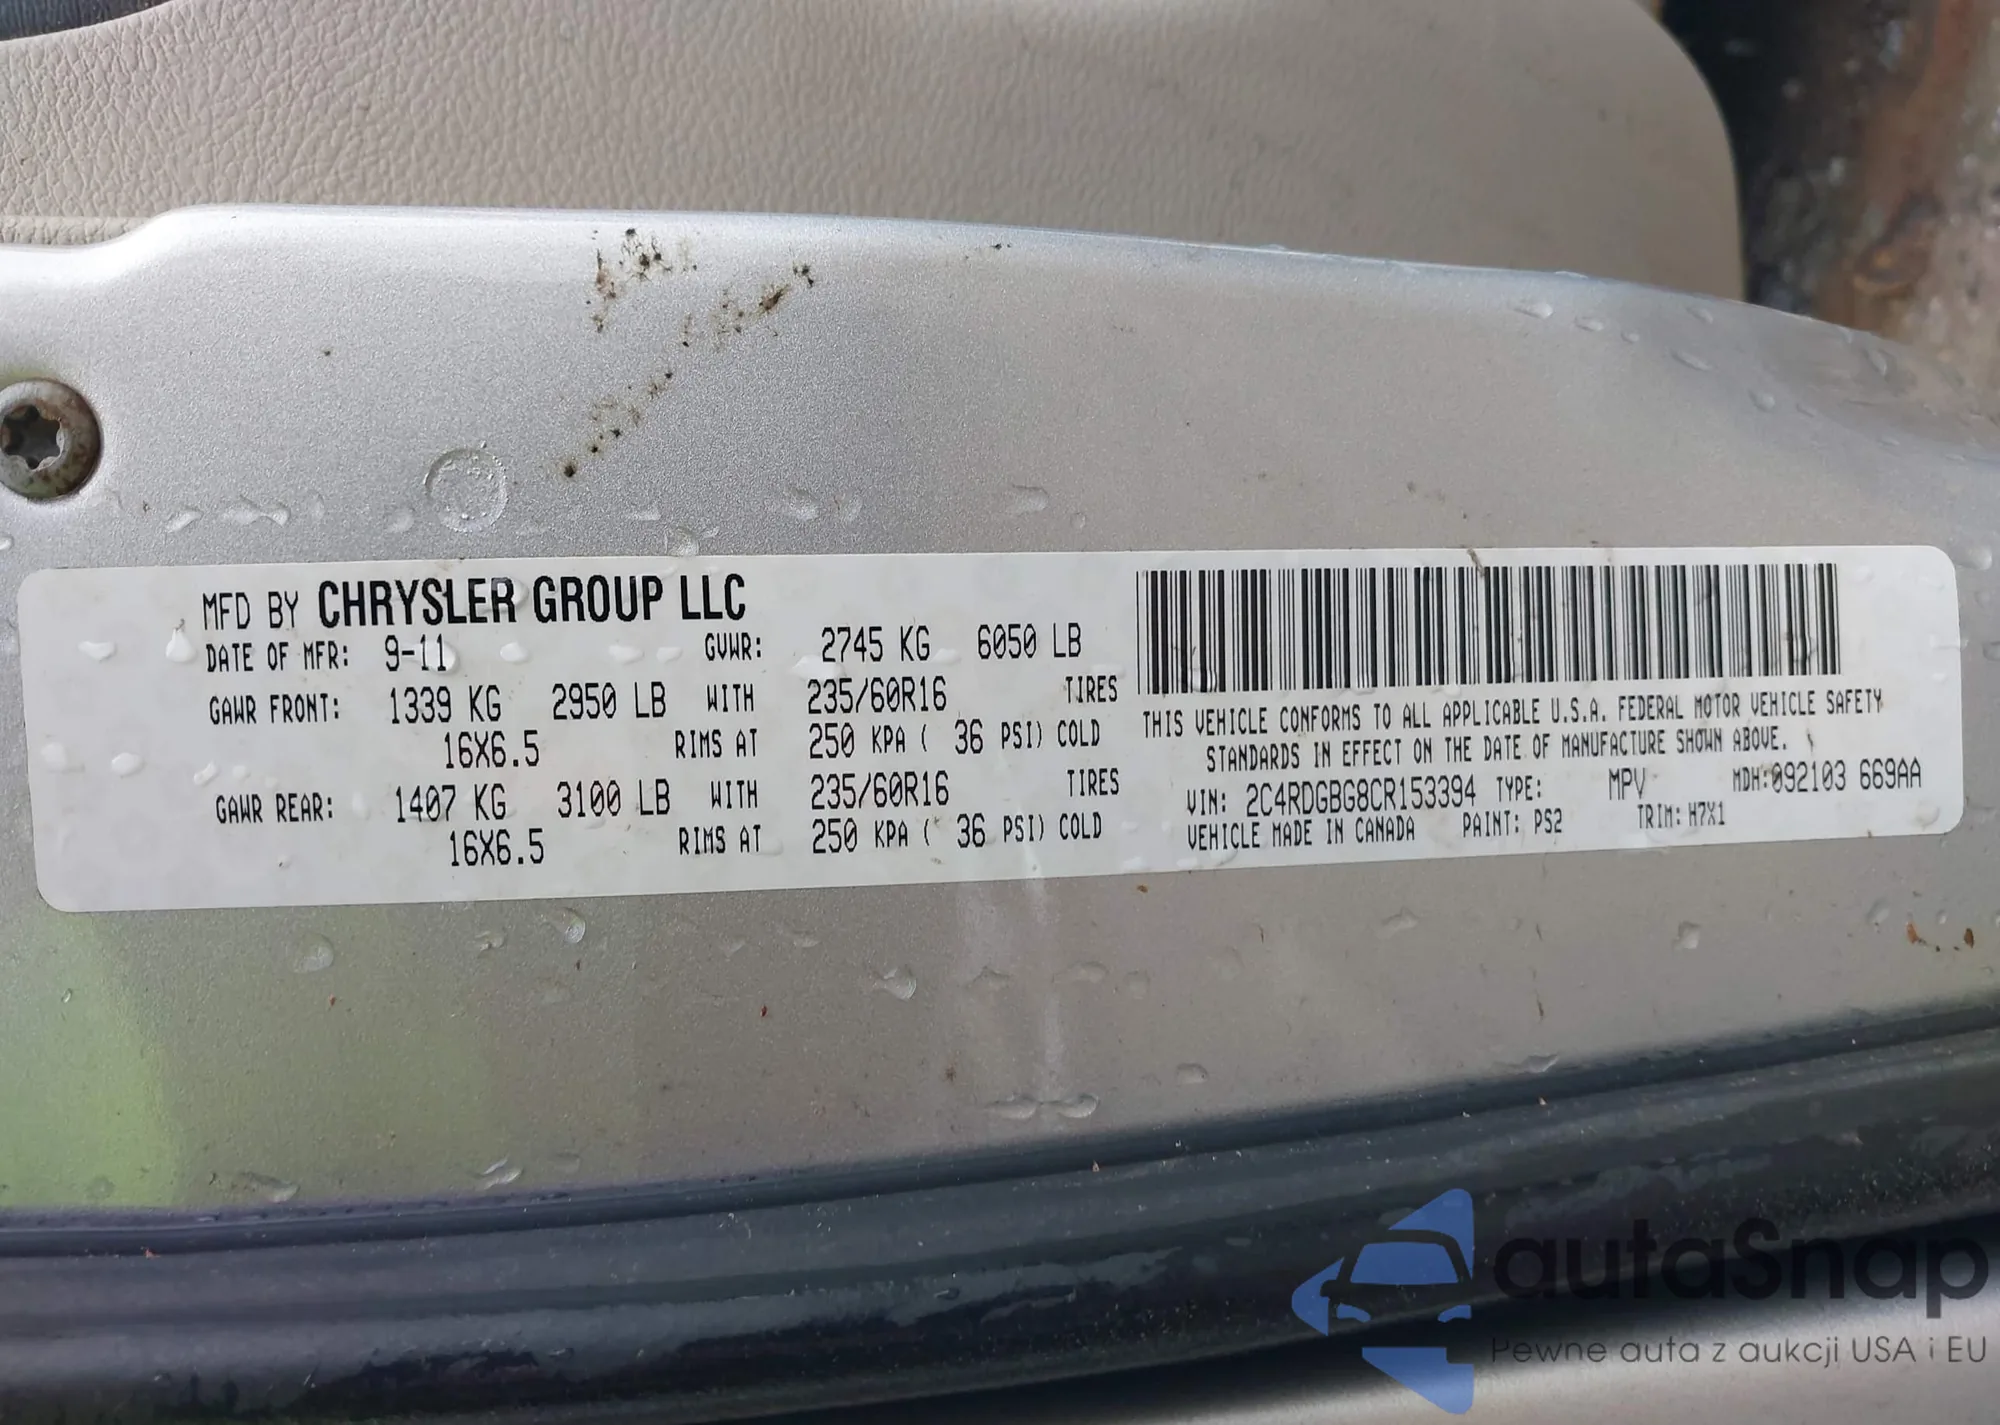 MFD BY CHRYSLER GROUP LLC
DATE OF MFR: 9-11 GVWR: 2745 KG 6050 LB
GAWR FRONT: 1339 KG 2950 LB WITH 235/60R16 TIRES
16X6.5 RIMS AT 250 KPA ( 36 PSI) COLD
GAWR REAR: 1407 KG 3100 LB WITH 235/60R16 TIRES
16X6.5 RIMS AT 250 KPA ( 36 PSI) COLD
THIS VEHICLE CONFORMS TO ALL APPLICABLE U.S.A. FEDERAL MOTOR VEHICLE SAFETY
STANDARDS IN EFFECT ON THE DATE OF MANUFACTURE SHOWN ABOVE.
VIN: 2C4RDGBG8CR153394 TYPE: MPV MDH:092103 669AA
VEHICLE MADE IN CANADA PAINT: PS2 TRIM: H7X1
autaSnap
Pewne auta z aukcji USA i EU